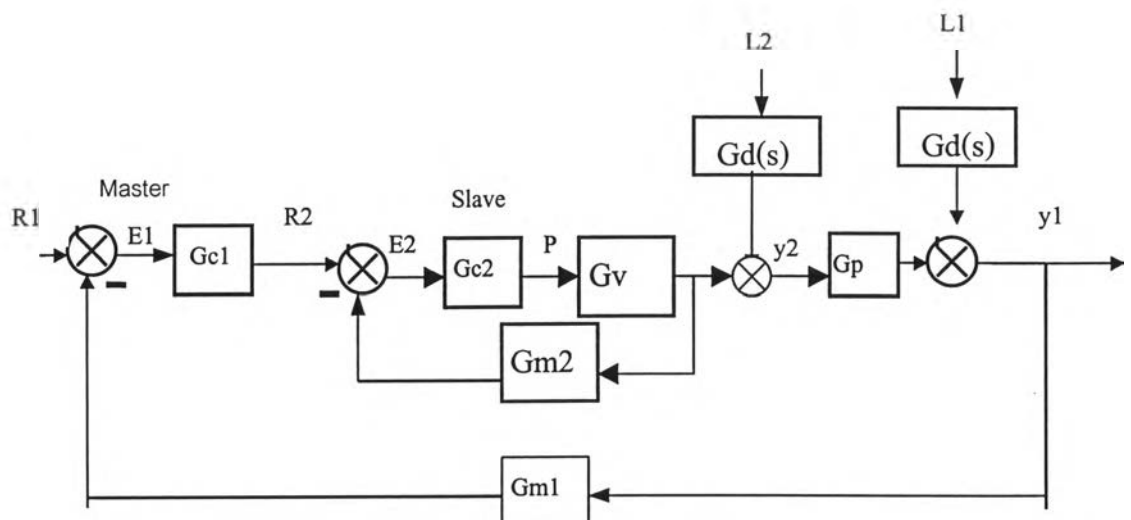 L2
L1
Gd(s)
Gd(s)
Master
Slave
R1
E1
R2
E2
P
y2
y1
Gc1
Gc2
Gv
Gp
Gm2
Gm1